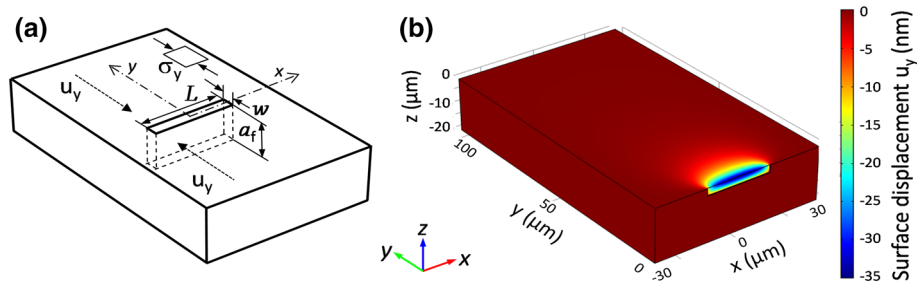 (a)
σy
y
x
uy
L
w
af
uy
y
z
x
(b)
z (μm)
0
-10
-20
100
50
0
y (μm)
-30
0
30
x (μm)
0
-5
-10
-15
-20
-25
-30
-35
Surface displacement uy (nm)